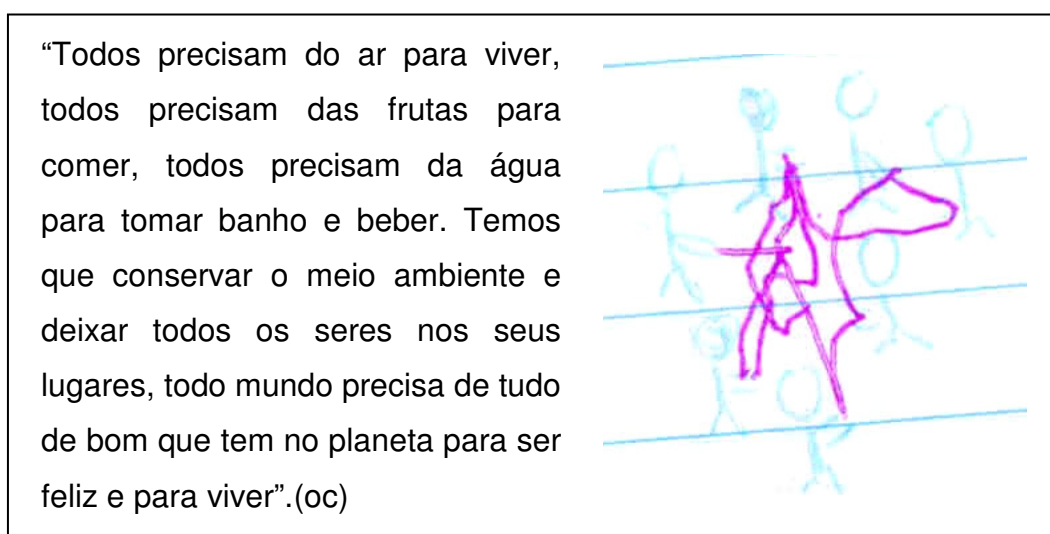 “Todos precisam do ar para viver,
todos precisam das frutas para
comer, todos precisam da água
para tomar banho e beber. Temos
que conservar o meio ambiente e
deixar todos os seres nos seus
lugares, todo mundo precisa de tudo
de bom que tem no planeta para ser
feliz e para viver”.(oc)